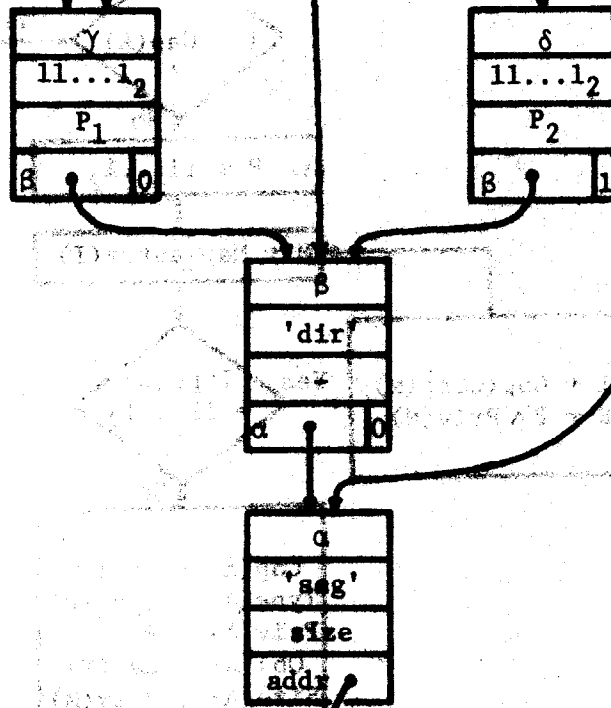 γ
11...1₂
P₁
β 0
δ
11...1₂
P₂
β 1
β
'dir'
-
α 0
α
'seg'
size
addr